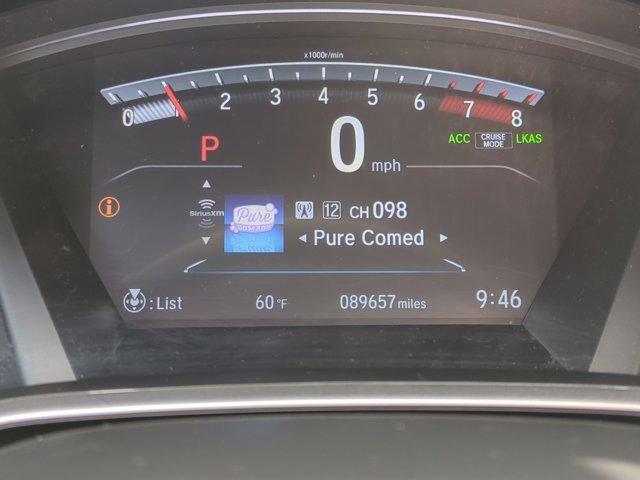 x1000r/min
0 1 2 3 4 5 6 7 8
P
0 mph
ACC CRUISE MODE LKAS
i
SiriusXM
Pure
COMEDY
12 CH 098
Pure Comed
:List
60 °F
089657 miles
9:46